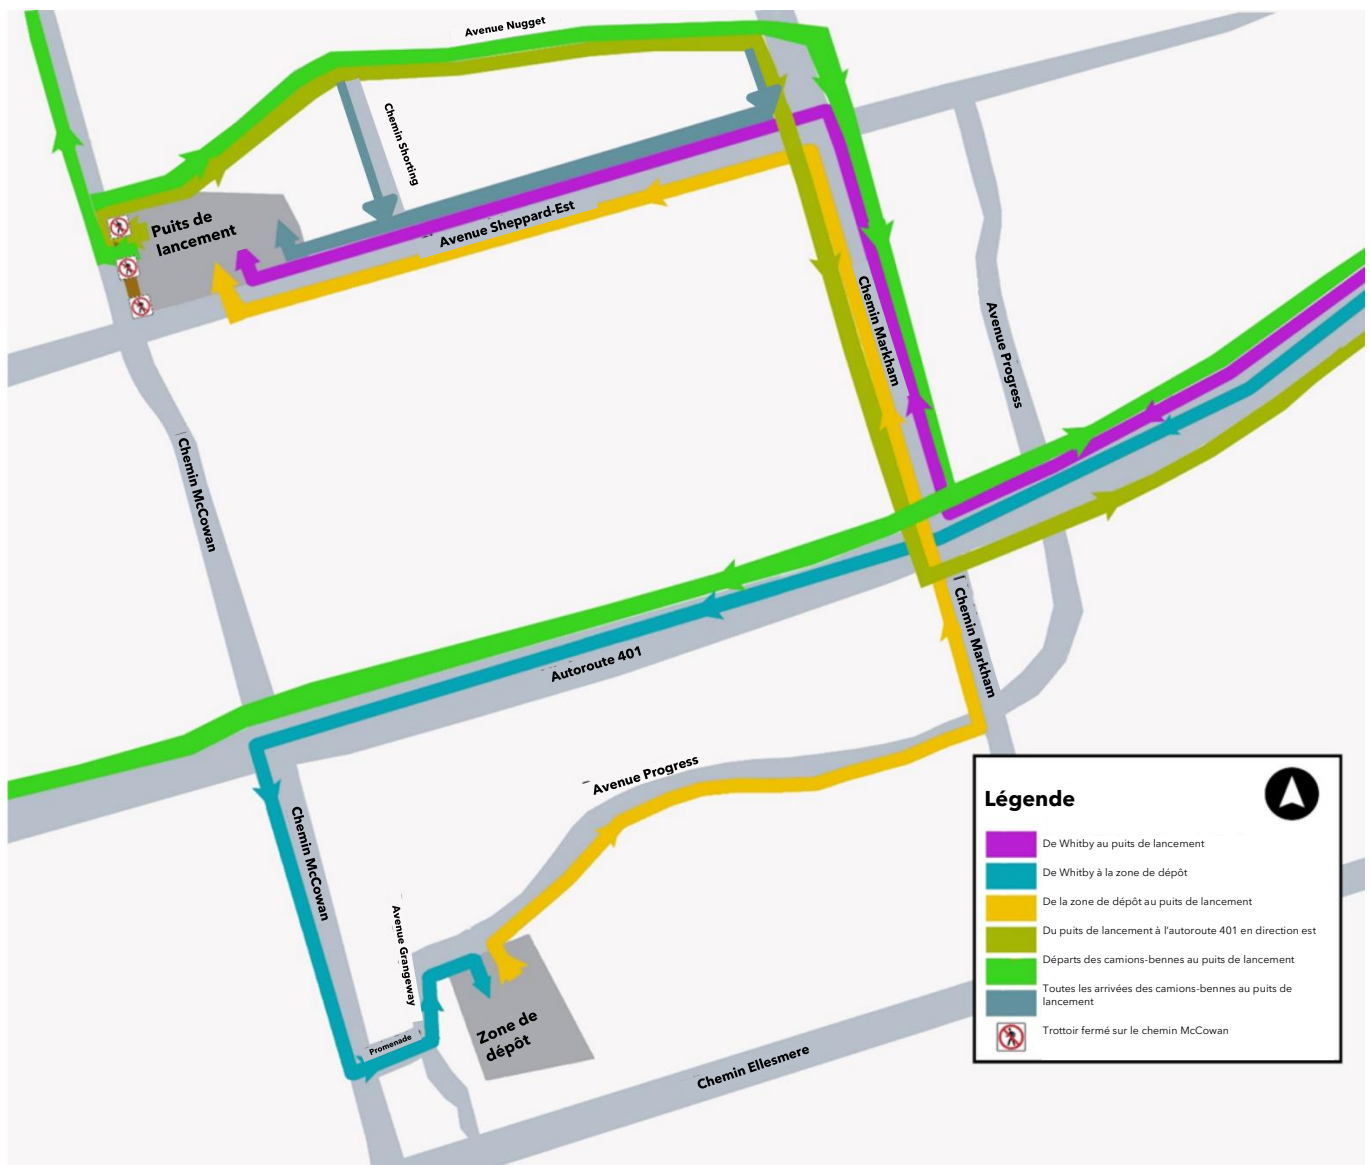 Avenue Nugget
Chemin Shorting
Puits de
lancement
Avenue Sheppard-Est
Chemin Markham
Avenue Progress
Chemin McCowan
Chemin Markham
Autoroute 401
Avenue Progress
Chemin McCowan
Avenue Grangeway
Promenade
Zone de
dépôt
Chemin Ellesmere
Légende
De Whitby au puits de lancement
De Whitby à la zone de dépôt
De la zone de dépôt au puits de lancement
Du puits de lancement à l'autoroute 401 en direction est
Départs des camions-bennes au puits de lancement
Toutes les arrivées des camions-bennes au puits de
lancement
Trottoir fermé sur le chemin McCowan